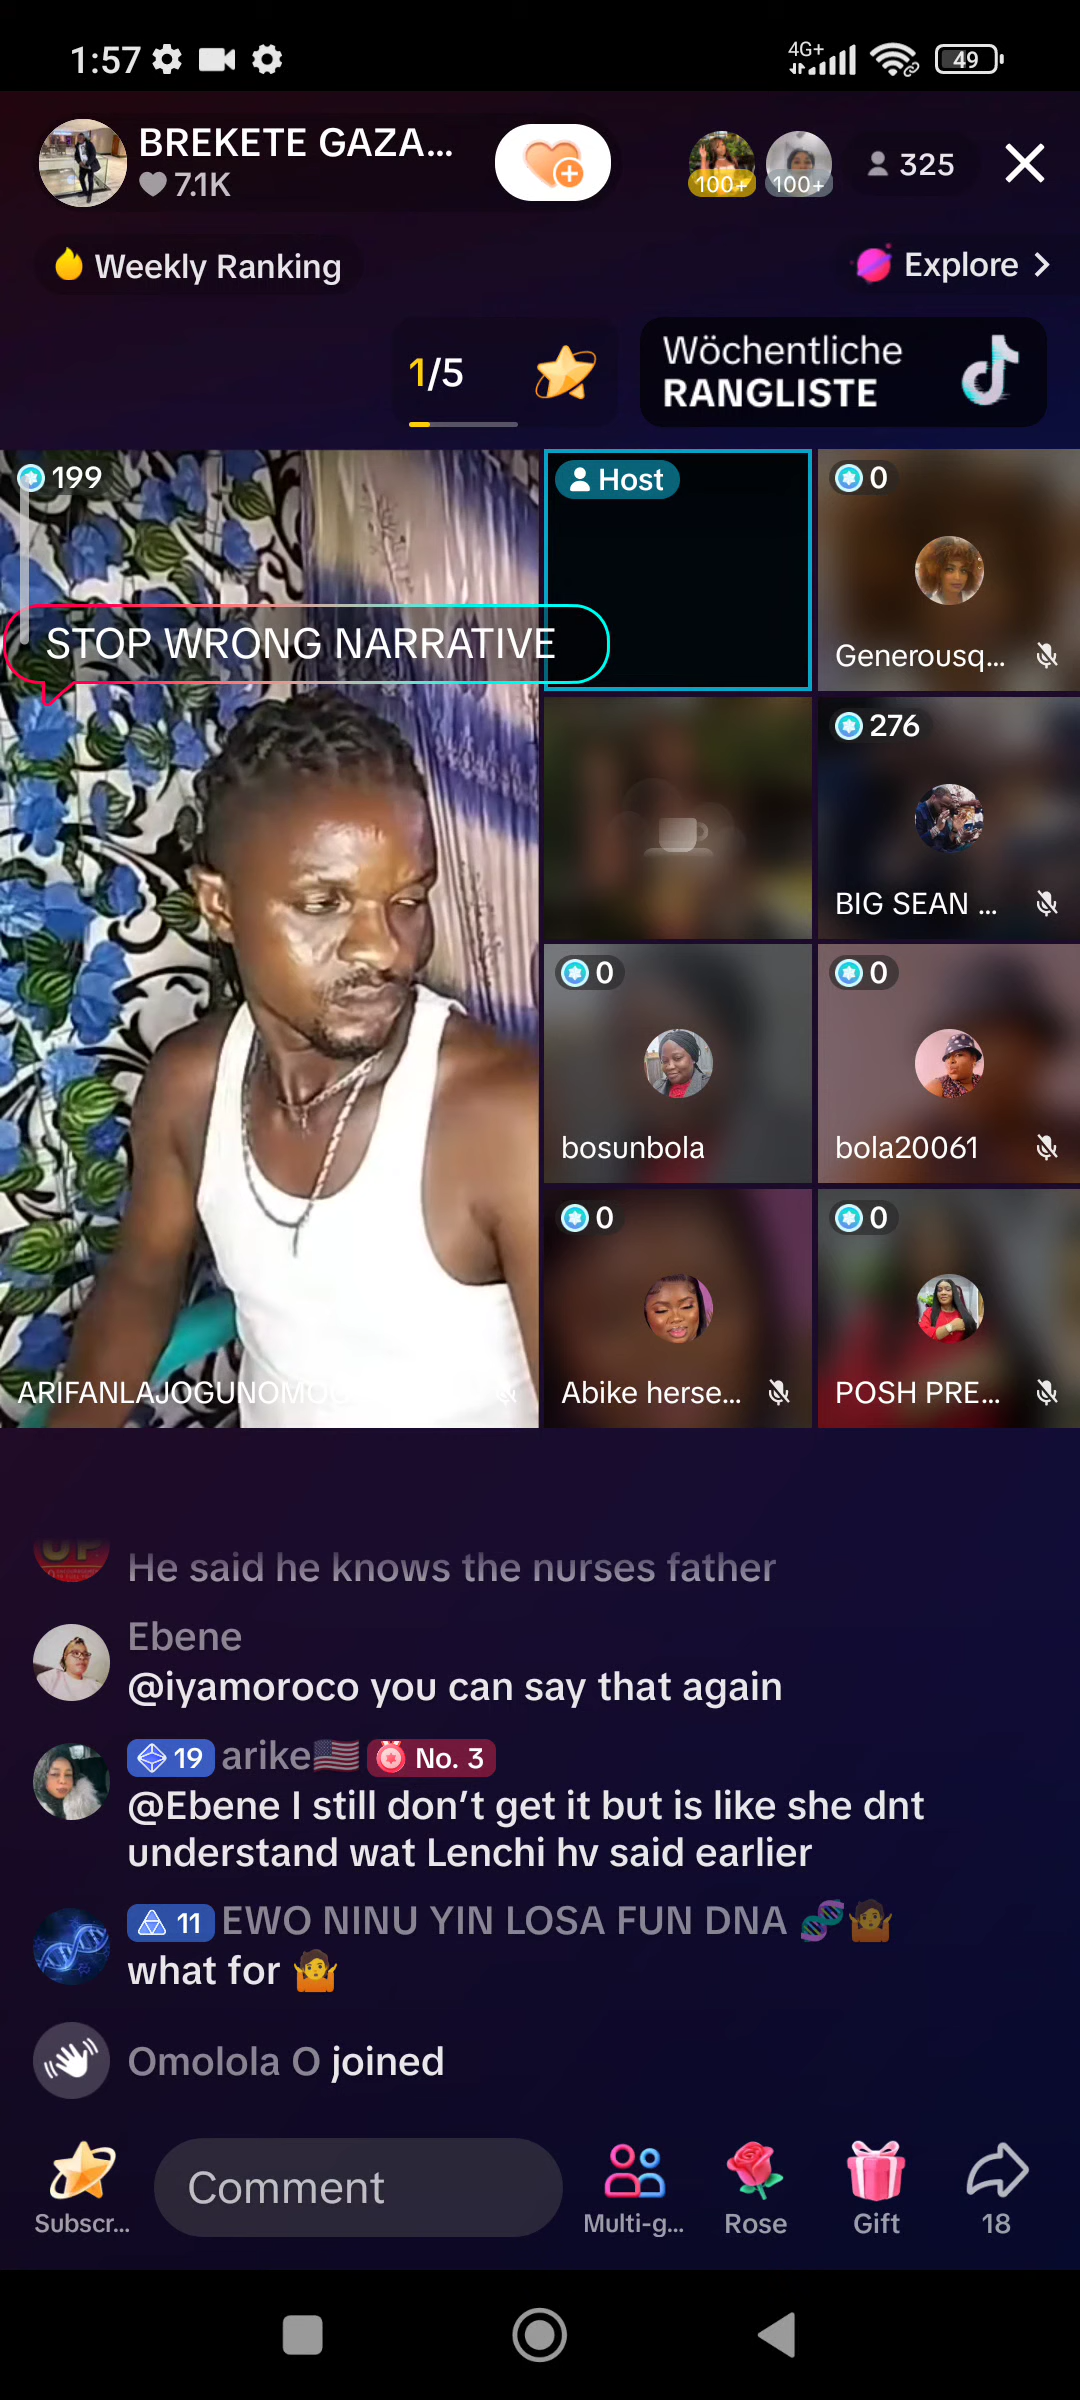 1:57
4G+
49
BREKETE GAZA...
7.1K
100+
100+
325
Weekly Ranking
Explore
1/5
Wöchentliche
RANGLISTE
199
Host
0
STOP WRONG NARRATIVE
Generousq...
276
BIG SEAN ...
0
0
bosunbola
bola20061
0
0
Abike herse...
POSH PRE...
He said he knows the nurses father
Ebene
@iyamoroco you can say that again
19 arike🇺🇸 No. 3
@Ebene I still don’t get it but is like she dnt
understand wat Lenchi hv said earlier
11 EWO NINU YIN LOSA FUN DNA 🧬🤷
what for 🤷
Omolola O joined
Subscr...
Comment
Multi-g...
Rose
Gift
18